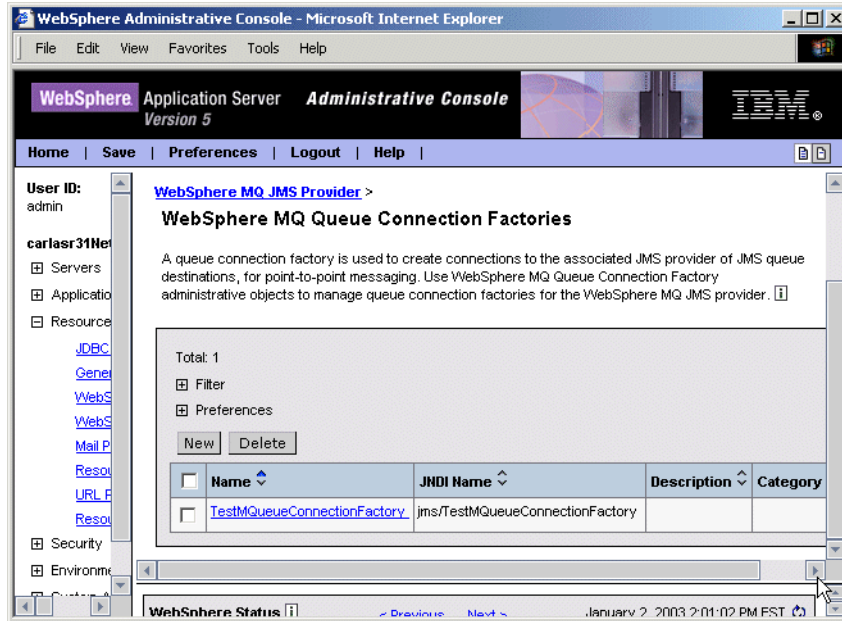 WebSphere Administrative Console - Microsoft Internet Explorer
File Edit View Favorites Tools Help
WebSphere. Application Server Administrative Console
Version 5
IBM®
Home | Save | Preferences | Logout | Help |
User ID:
admin
carlasr31Net
Servers
Applicatio
Resource
JDBC
Gener
WebS
WebS
Mail P
Resou
URL P
Resou
Security
Environme
WebSphere MQ JMS Provider >
WebSphere MQ Queue Connection Factories
A queue connection factory is used to create connections to the associated JMS provider of JMS queue
destinations, for point-to-point messaging. Use WebSphere MQ Queue Connection Factory
administrative objects to manage queue connection factories for the WebSphere MQ JMS provider. i
Total: 1
Filter
Preferences
New Delete
Name JNDI Name Description Category
TestMQueueConnectionFactory jms/TestMQueueConnectionFactory
WebSphere Status i < Previous Next > January 2, 2003 2:01:02 PM EST